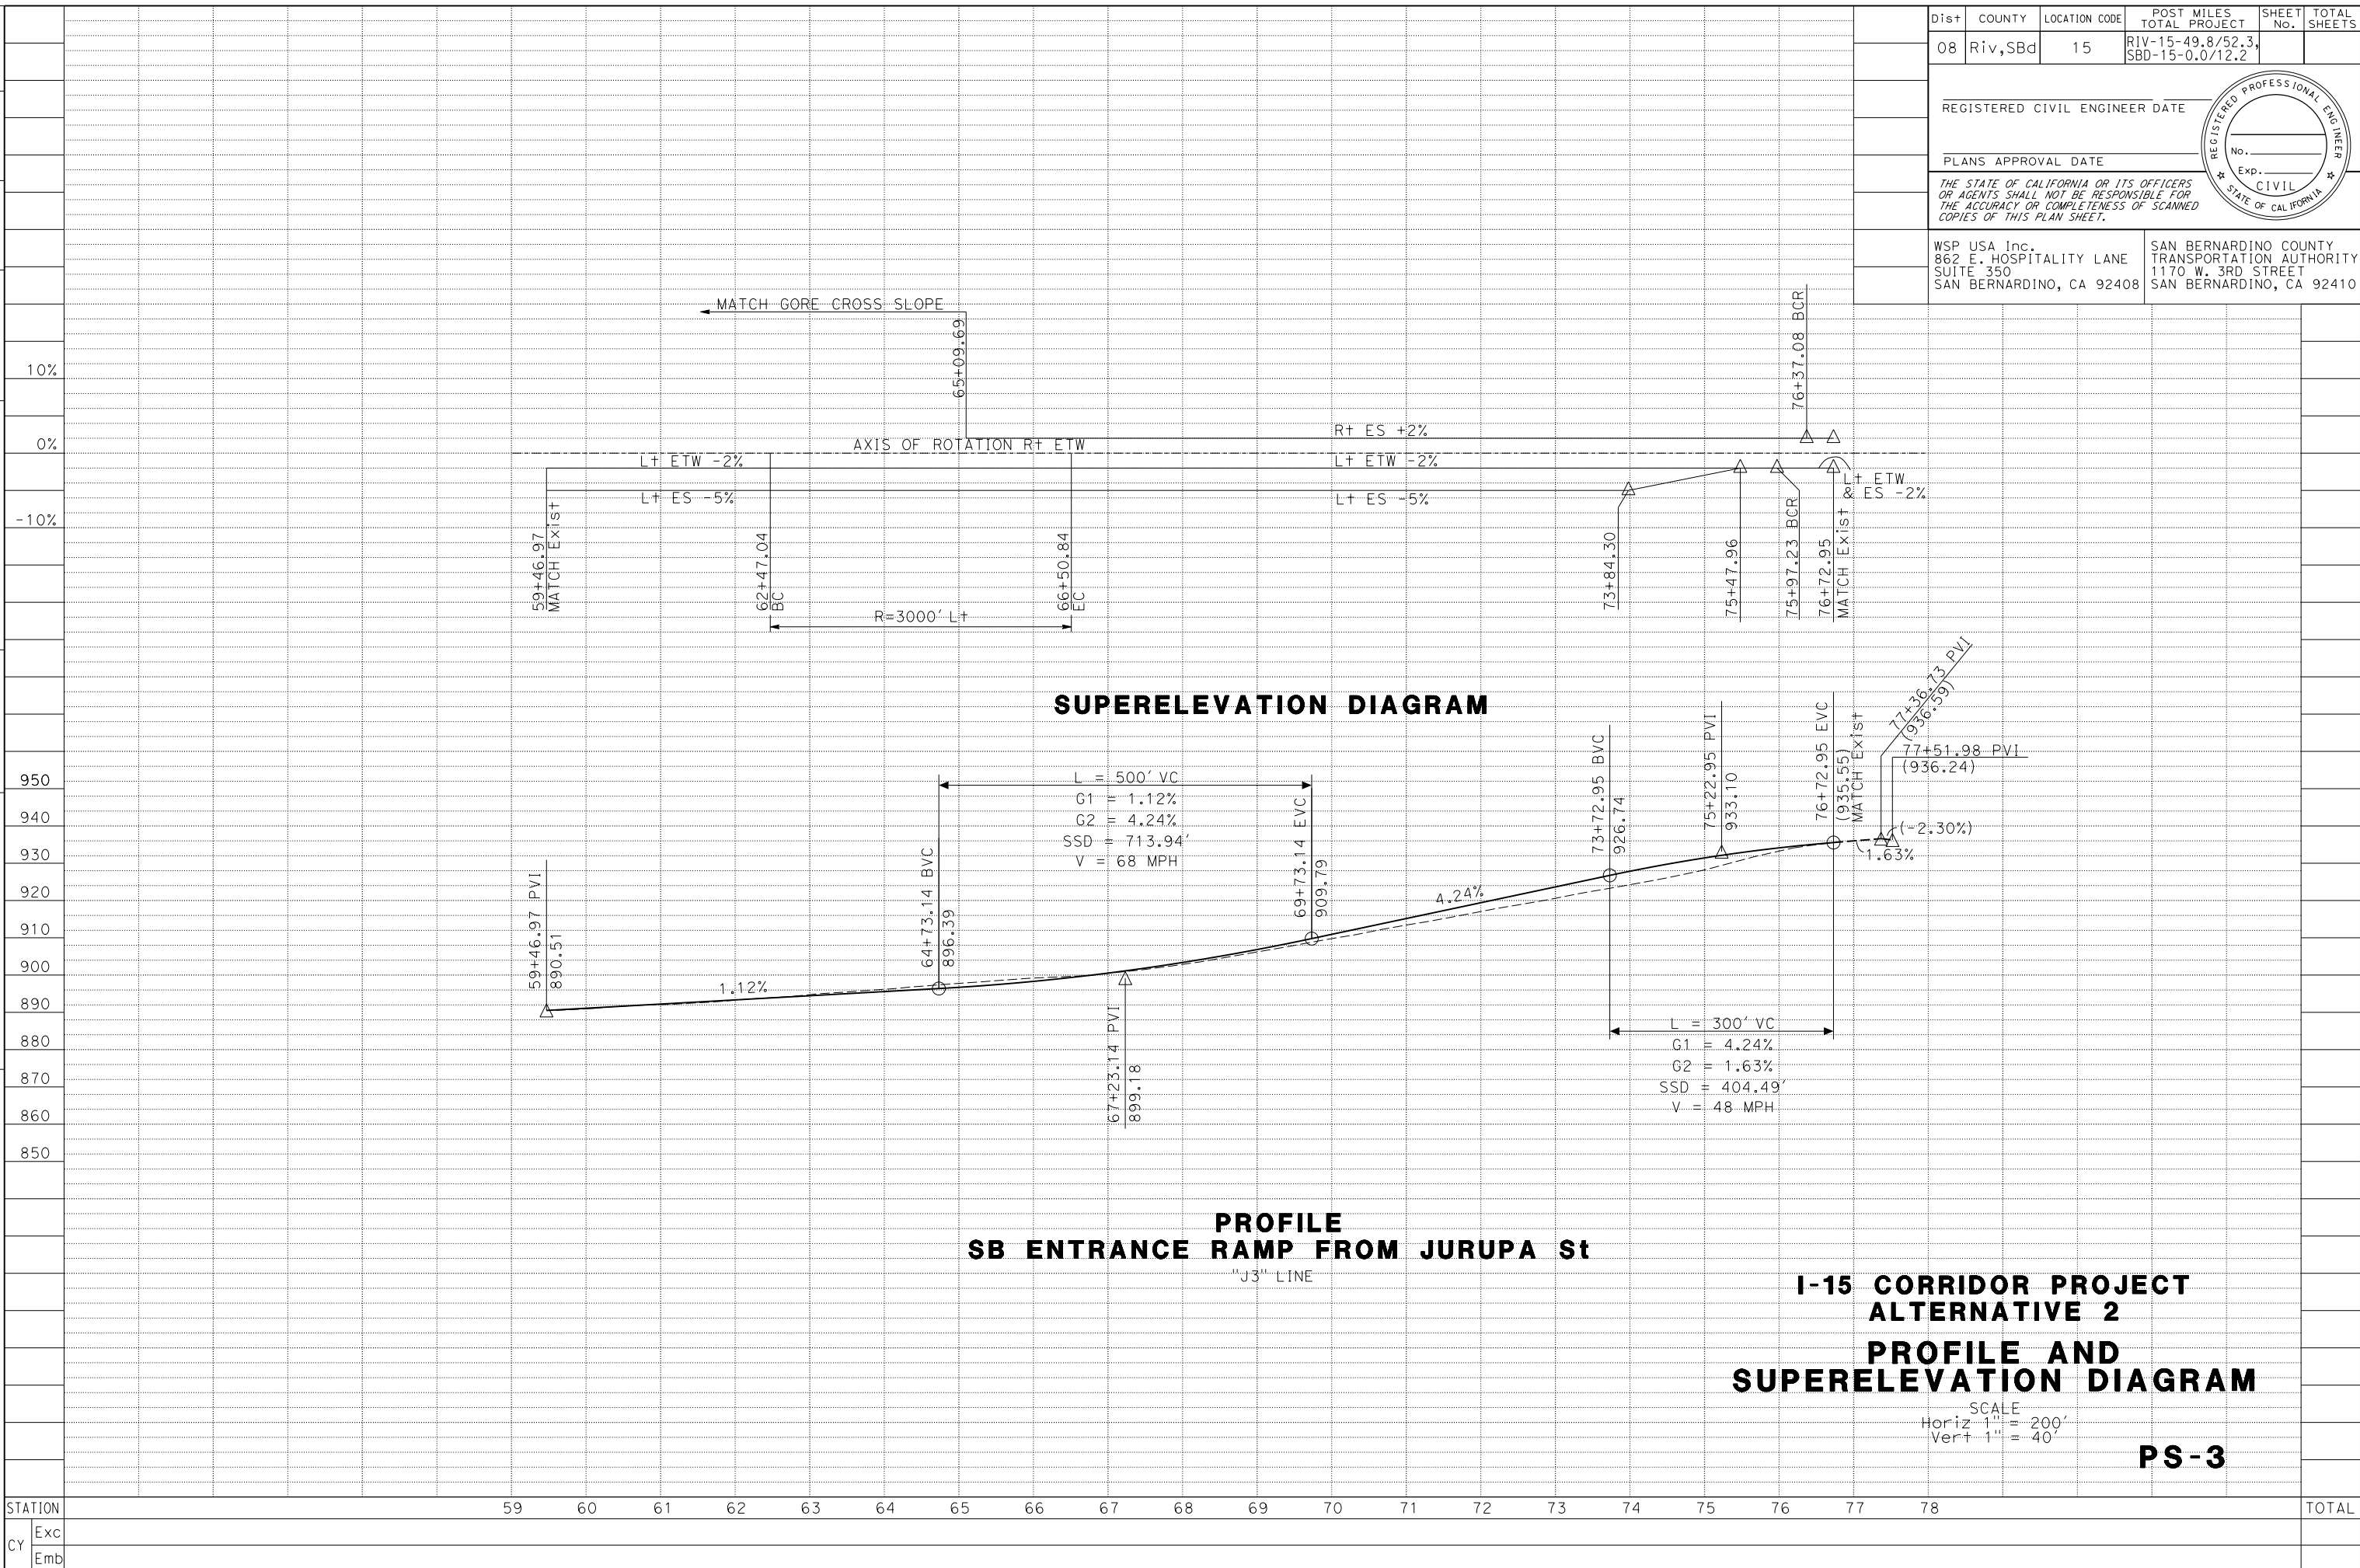 Dist COUNTY LOCATION CODE POST MILES TOTAL PROJECT SHEET No. TOTAL SHEETS
08 Riv,SBd 15 RIV-15-49.8/52.3, SBD-15-0.0/12.2
REGISTERED CIVIL ENGINEER DATE
PLANS APPROVAL DATE
REGISTERED PROFESSIONAL ENGINEER
No.
Exp.
CIVIL
STATE OF CALIFORNIA
THE STATE OF CALIFORNIA OR ITS OFFICERS
OR AGENTS SHALL NOT BE RESPONSIBLE FOR
THE ACCURACY OR COMPLETENESS OF SCANNED
COPIES OF THIS PLAN SHEET.
WSP USA Inc.
862 E. HOSPITALITY LANE
SUITE 350
SAN BERNARDINO, CA 92408
SAN BERNARDINO COUNTY
TRANSPORTATION AUTHORITY
1170 W. 3RD STREET
SAN BERNARDINO, CA 92410
MATCH GORE CROSS SLOPE
65+09.69
76+37.08 BCR
10%
0%
-10%
AXIS OF ROTATION Rt ETW
Rt ES +2%
Lt ETW -2%
Lt ETW -2%
Lt ES -5%
Lt ES -5%
Lt ETW
& ES -2%
59+46.97
MATCH Exist
62+47.04
BC
66+50.84
EC
R=3000' Lt
73+84.30
75+47.96
75+97.23 BCR
76+72.95
MATCH Exist
SUPERELEVATION DIAGRAM
950
940
930
920
910
900
890
880
870
860
850
59+46.97 PVI
890.51
1.12%
64+73.14 BVC
896.39
L = 500' VC
G1 = 1.12%
G2 = 4.24%
SSD = 713.94'
V = 68 MPH
67+23.14 PVI
899.18
69+73.14 EVC
909.79
4.24%
73+72.95 BVC
926.74
75+22.95 PVI
933.10
76+72.95 EVC
(935.55)
MATCH Exist
77+36.73 PVI
(936.59)
77+51.98 PVI
(936.24)
(-2.30%)
1.63%
L = 300' VC
G1 = 4.24%
G2 = 1.63%
SSD = 404.49'
V = 48 MPH
PROFILE
SB ENTRANCE RAMP FROM JURUPA St
"J3" LINE
I-15 CORRIDOR PROJECT
ALTERNATIVE 2
PROFILE AND
SUPERELEVATION DIAGRAM
SCALE
Horiz 1" = 200'
Vert 1" = 40'
PS-3
STATION 59 60 61 62 63 64 65 66 67 68 69 70 71 72 73 74 75 76 77 78 TOTAL
CY Exc
Emb